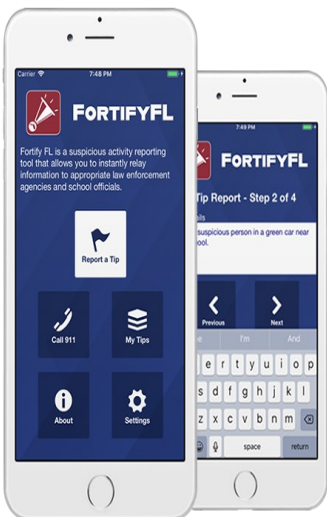 Carrier 7:48 PM
FORTIFYFL
Fortify FL is a suspicious activity reporting
tool that allows you to instantly relay
information to appropriate law enforcement
agencies and school officials.
Report a Tip
Call 911
My Tips
About
Settings
7:49 PM
FORTIFYFL
Tip Report - Step 2 of 4
suspicious person in a green car near
Previous
Next
I'm
And
e r t y u i o p
s d f g h j k l
z x c v b n m
space
return